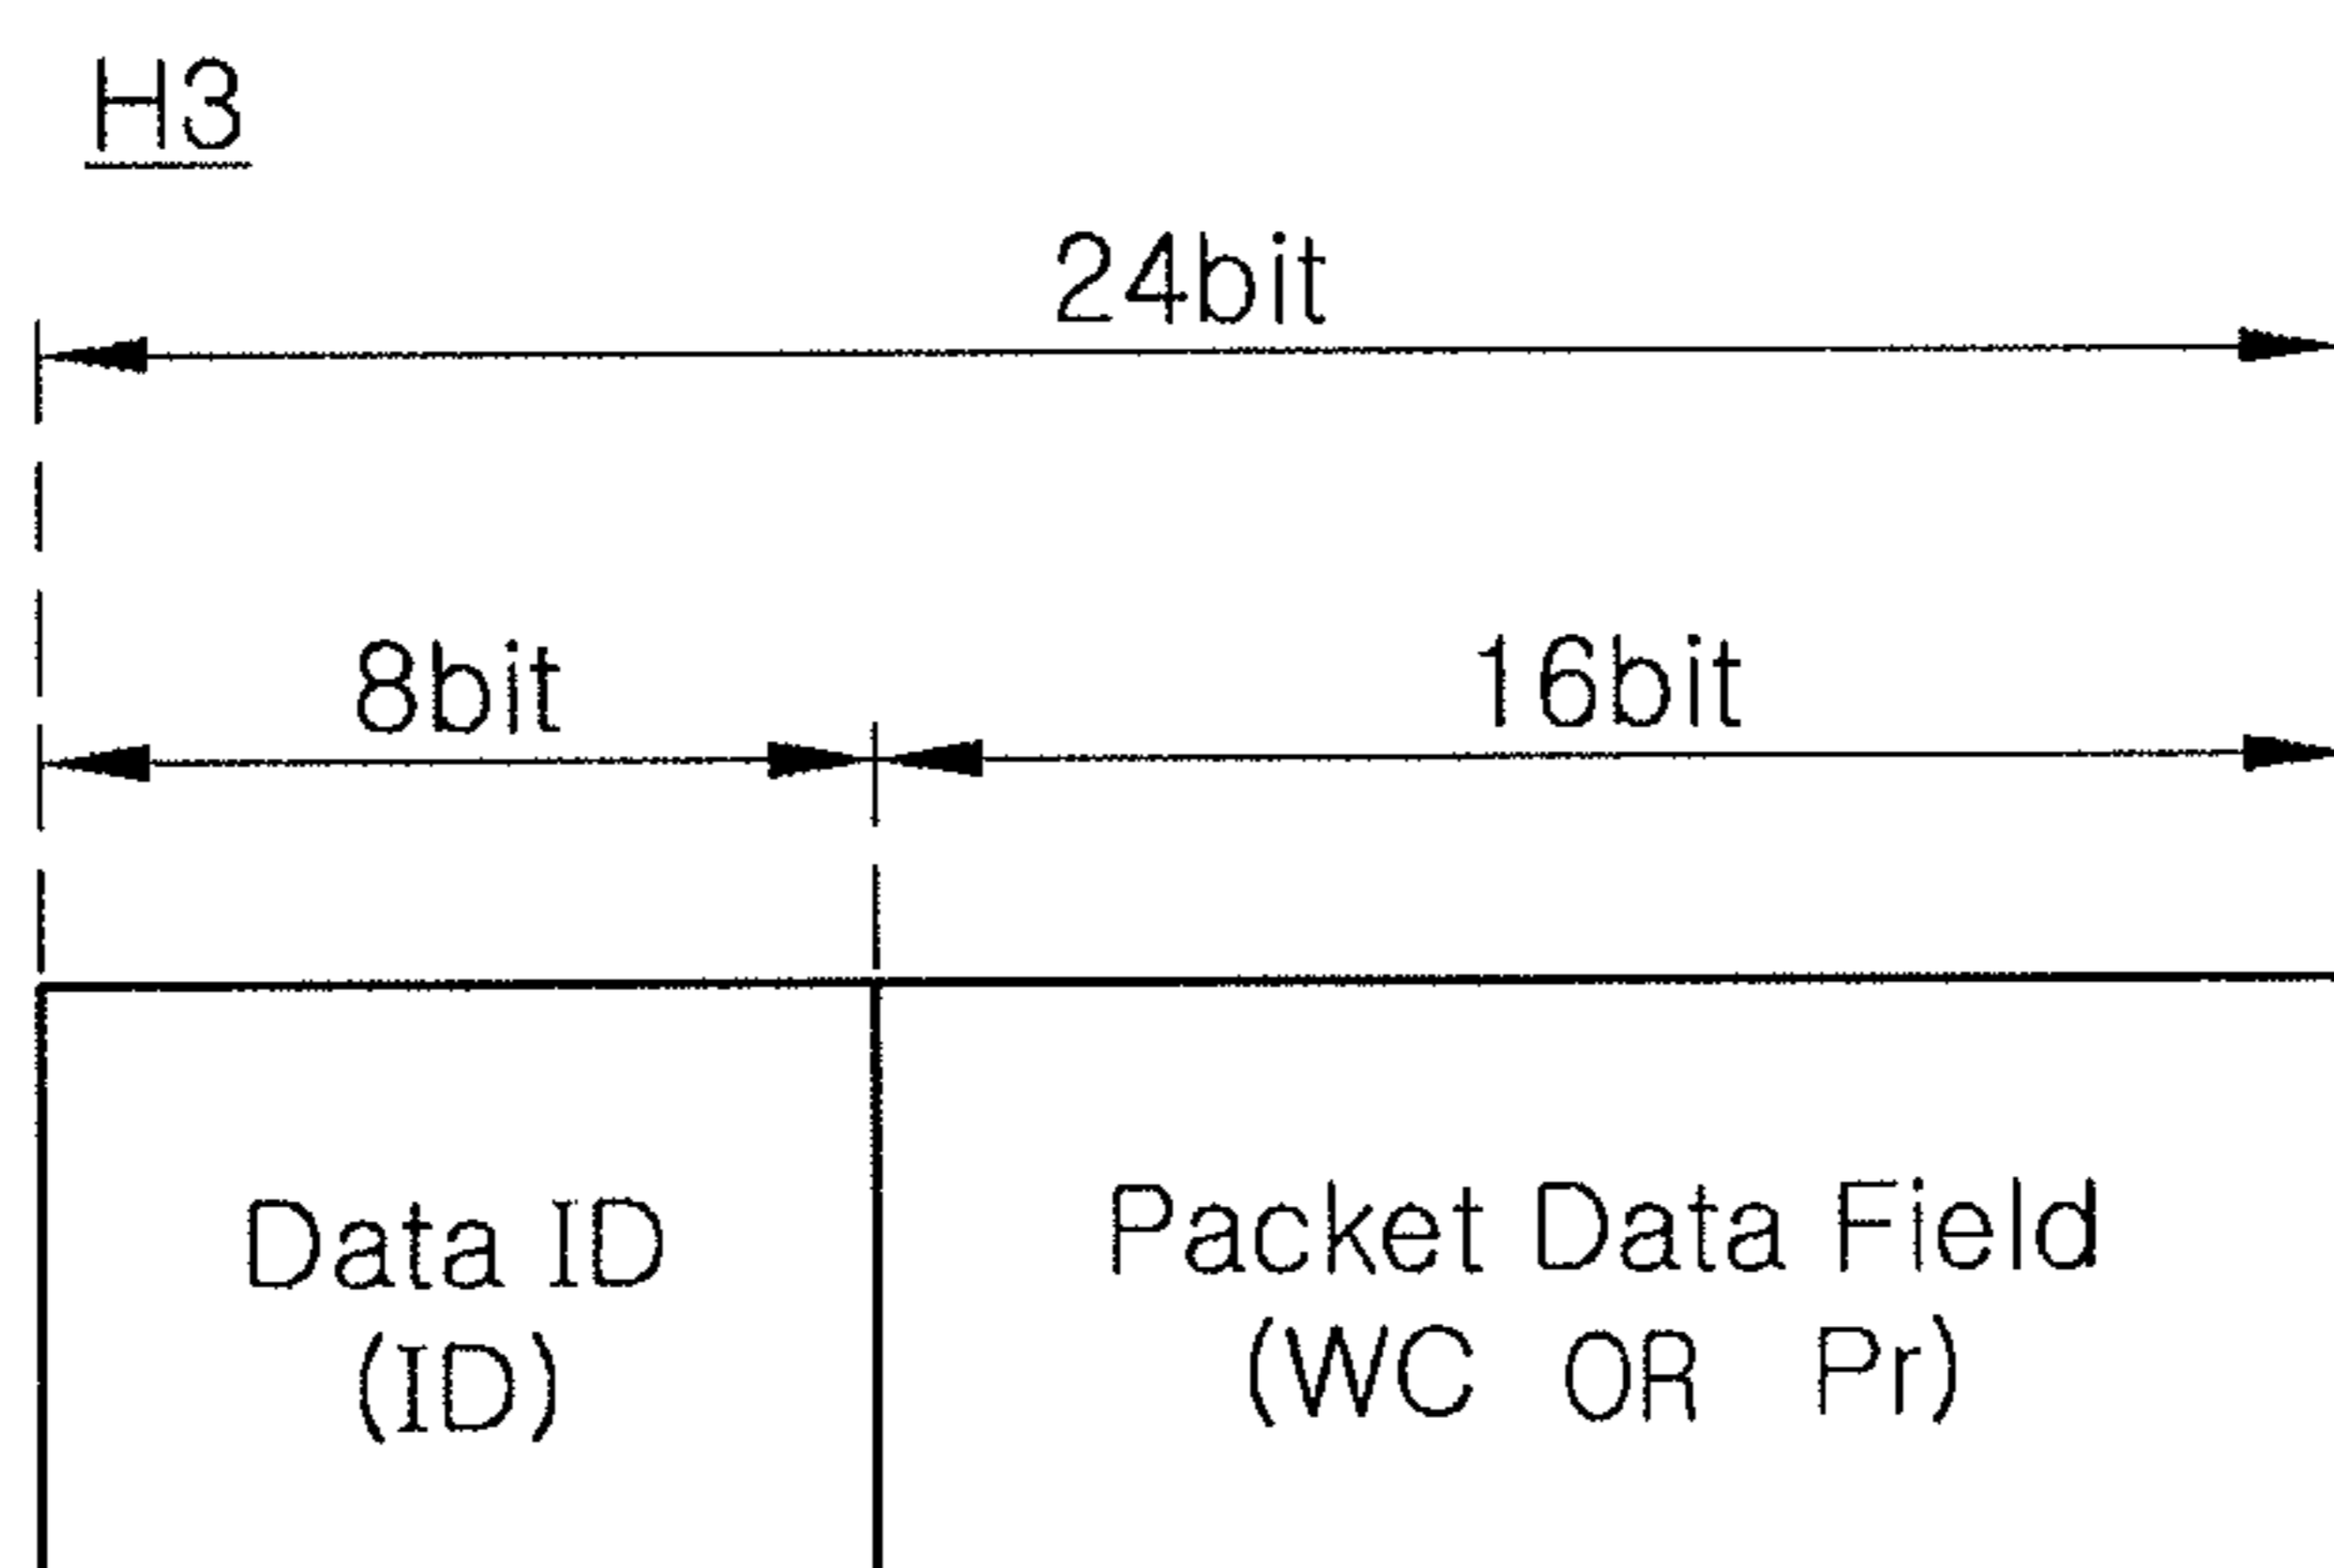 H3
24bit
8bit 16bit
Data ID Packet Data Field
(ID) (WC OR Pr)